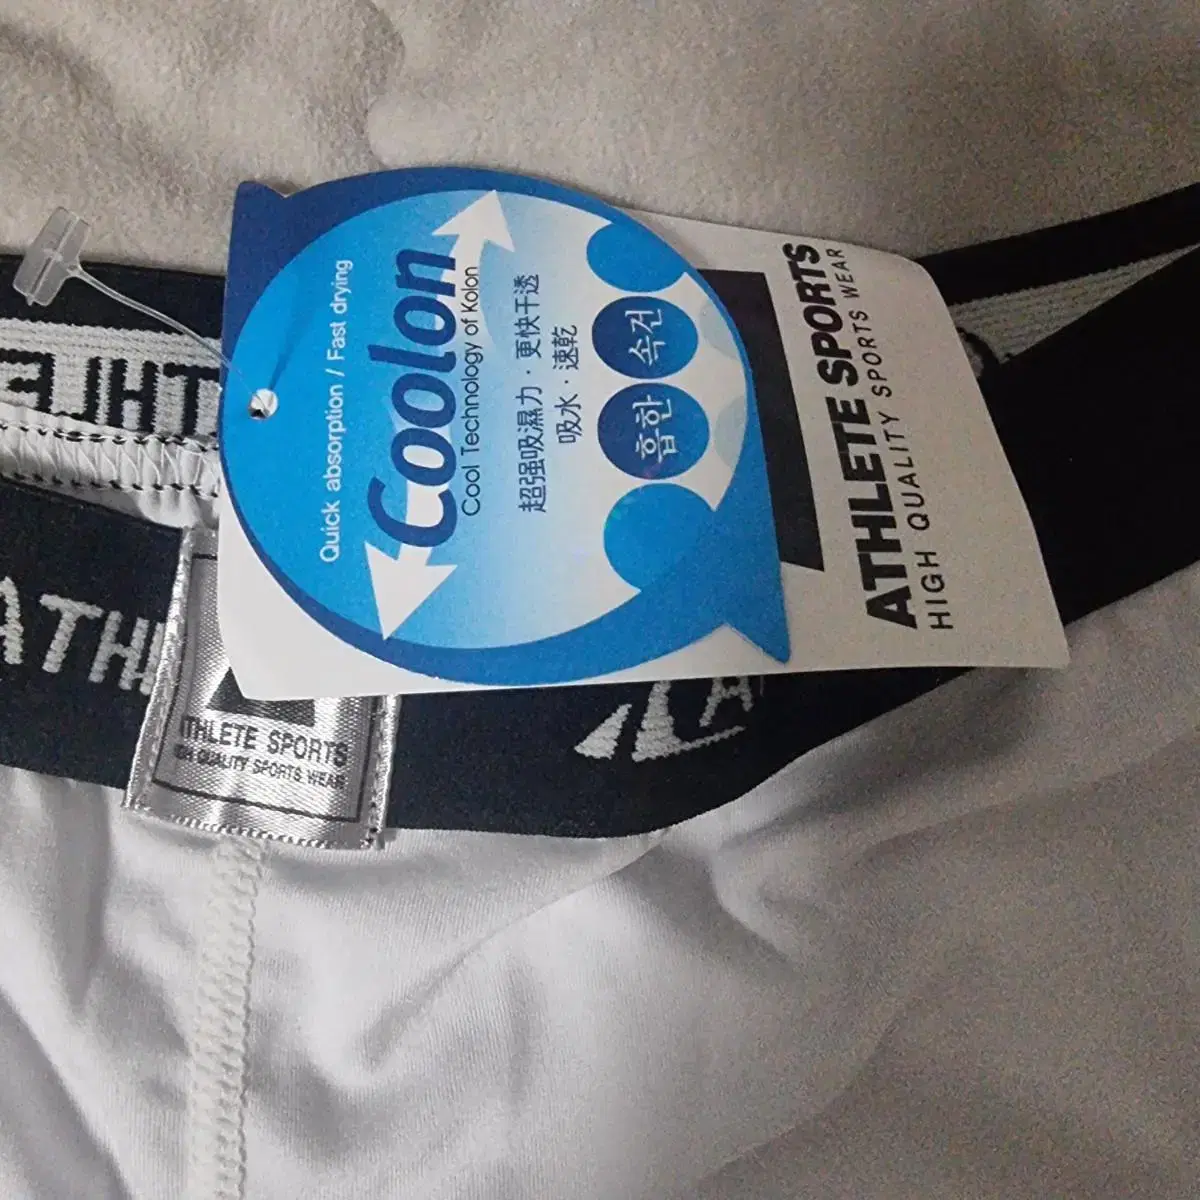 Quick absorption / Fast drying
Coolon
Cool Technology of Kolon
超强吸濕力·更快干透
吸水·速乾
흡한 속건
ATHLETE SPORTS
HIGH QUALITY SPORTS WEAR
ATHLETE SPORTS
HIGH QUALITY SPORTS WEAR